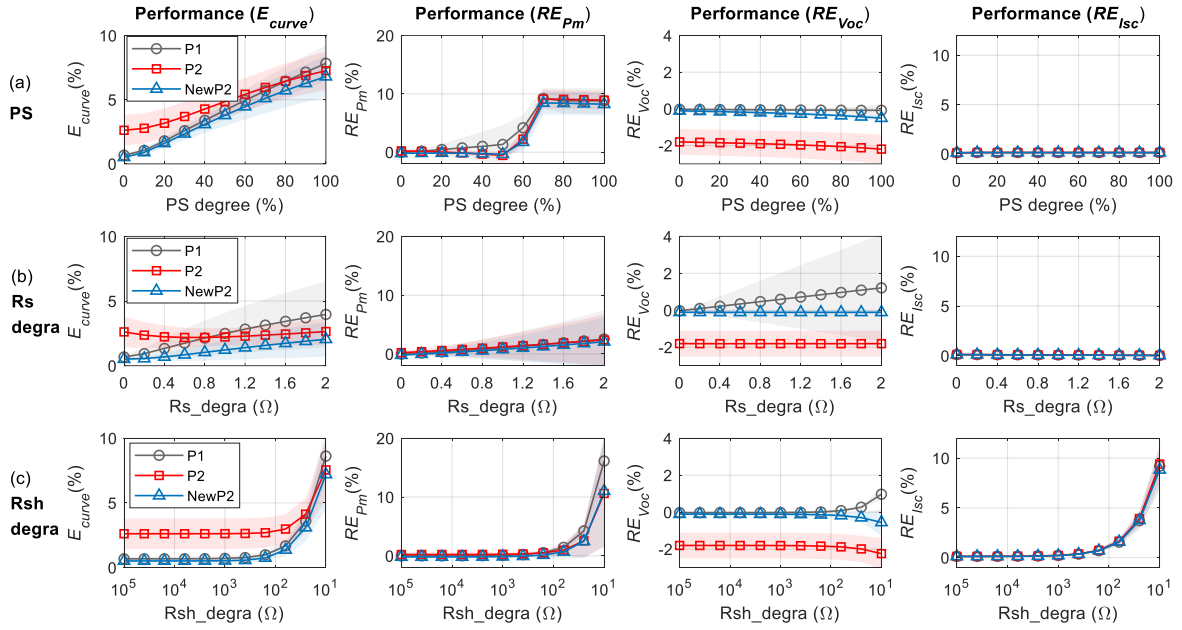 Performance (E_curve) Performance (RE_Pm) Performance (RE_Voc) Performance (RE_Isc)
(a)
PS
E_curve(%)
10
5
0
P1
P2
NewP2
0 20 40 60 80 100
PS degree (%)
RE_Pm(%)
20
10
0
0 20 40 60 80 100
PS degree (%)
RE_Voc(%)
4
2
0
-2
0 20 40 60 80 100
PS degree (%)
RE_Isc(%)
10
5
0
0 20 40 60 80 100
PS degree (%)
(b)
Rs
degra
E_curve(%)
10
5
0
P1
P2
NewP2
0 0.4 0.8 1.2 1.6 2
Rs_degra (Ω)
RE_Pm(%)
20
10
0
0 0.4 0.8 1.2 1.6 2
Rs_degra (Ω)
RE_Voc(%)
4
2
0
-2
0 0.4 0.8 1.2 1.6 2
Rs_degra (Ω)
RE_Isc(%)
10
5
0
0 0.4 0.8 1.2 1.6 2
Rs_degra (Ω)
(c)
Rsh
degra
E_curve(%)
10
5
0
P1
P2
NewP2
10^5 10^4 10^3 10^2 10^1
Rsh_degra (Ω)
RE_Pm(%)
20
10
0
10^5 10^4 10^3 10^2 10^1
Rsh_degra (Ω)
RE_Voc(%)
4
2
0
-2
10^5 10^4 10^3 10^2 10^1
Rsh_degra (Ω)
RE_Isc(%)
10
5
0
10^5 10^4 10^3 10^2 10^1
Rsh_degra (Ω)